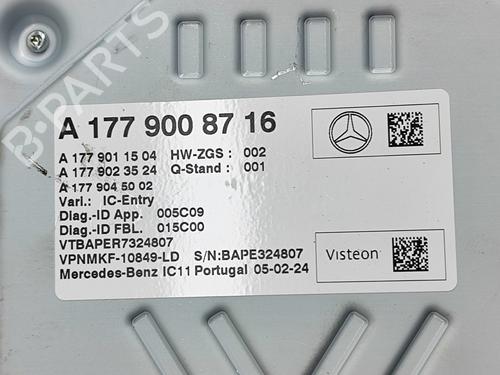 A 177 900 87 16
A 177 901 15 04 HW-ZGS : 002
A 177 902 35 24 Q-Stand : 001
A 177 904 50 02
Vari.: IC-Entry
Diag.-ID App. 005C09
Diag.-ID FBL. 015C00
VTBAPER7324807
VPNMKF-10849-LD S/N:BAPE324807
Mercedes-Benz IC11 Portugal 05-02-24
Visteon
B-PARTS